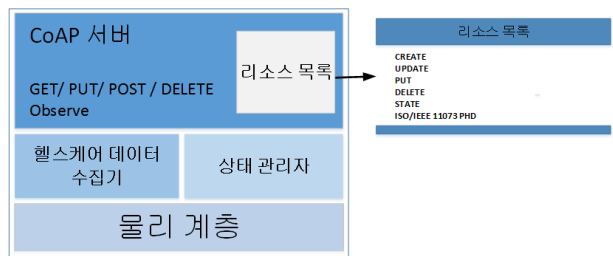 CoAP 서버
GET/ PUT/ POST / DELETE
Observe
리소스 목록
헬스케어 데이터
수집기
상태 관리자
물리 계층
리소스 목록
CREATE
UPDATE
PUT
DELETE
STATE
ISO/IEEE 11073 PHD